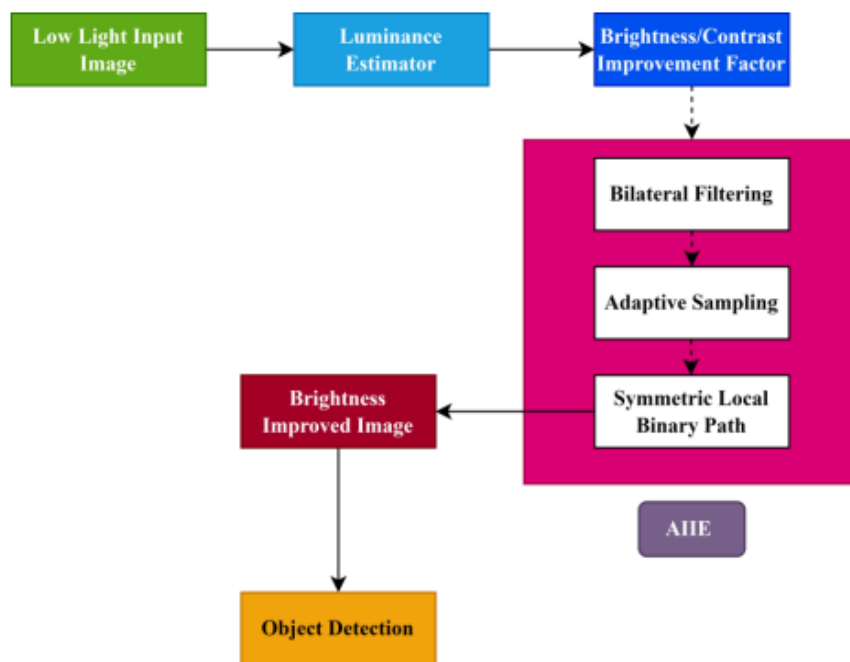 Low Light Input
Image
Luminance
Estimator
Brightness/Contrast
Improvement Factor
Bilateral Filtering
Adaptive Sampling
Symmetric Local
Binary Path
Brightness
Improved Image
AIIE
Object Detection